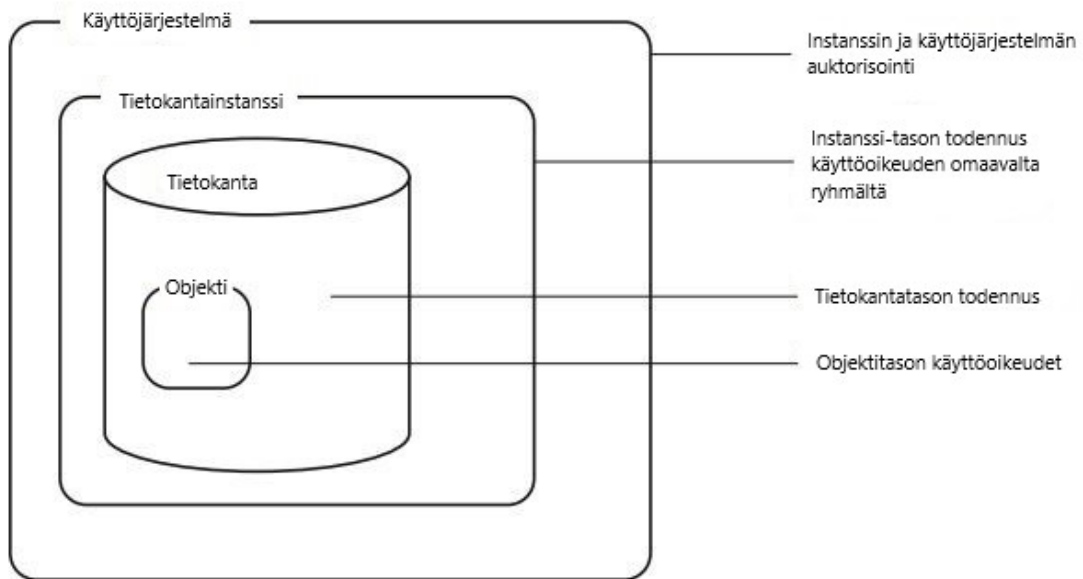 Käyttöjärjestelmä
Instanssin ja käyttöjärjestelmän
auktorisointi
Tietokantainstanssi
Instanssi-tason todennus
käyttöoikeuden omaavalta
ryhmältä
Tietokanta
Objekti
Tietokantatason todennus
Objektitason käyttöoikeudet